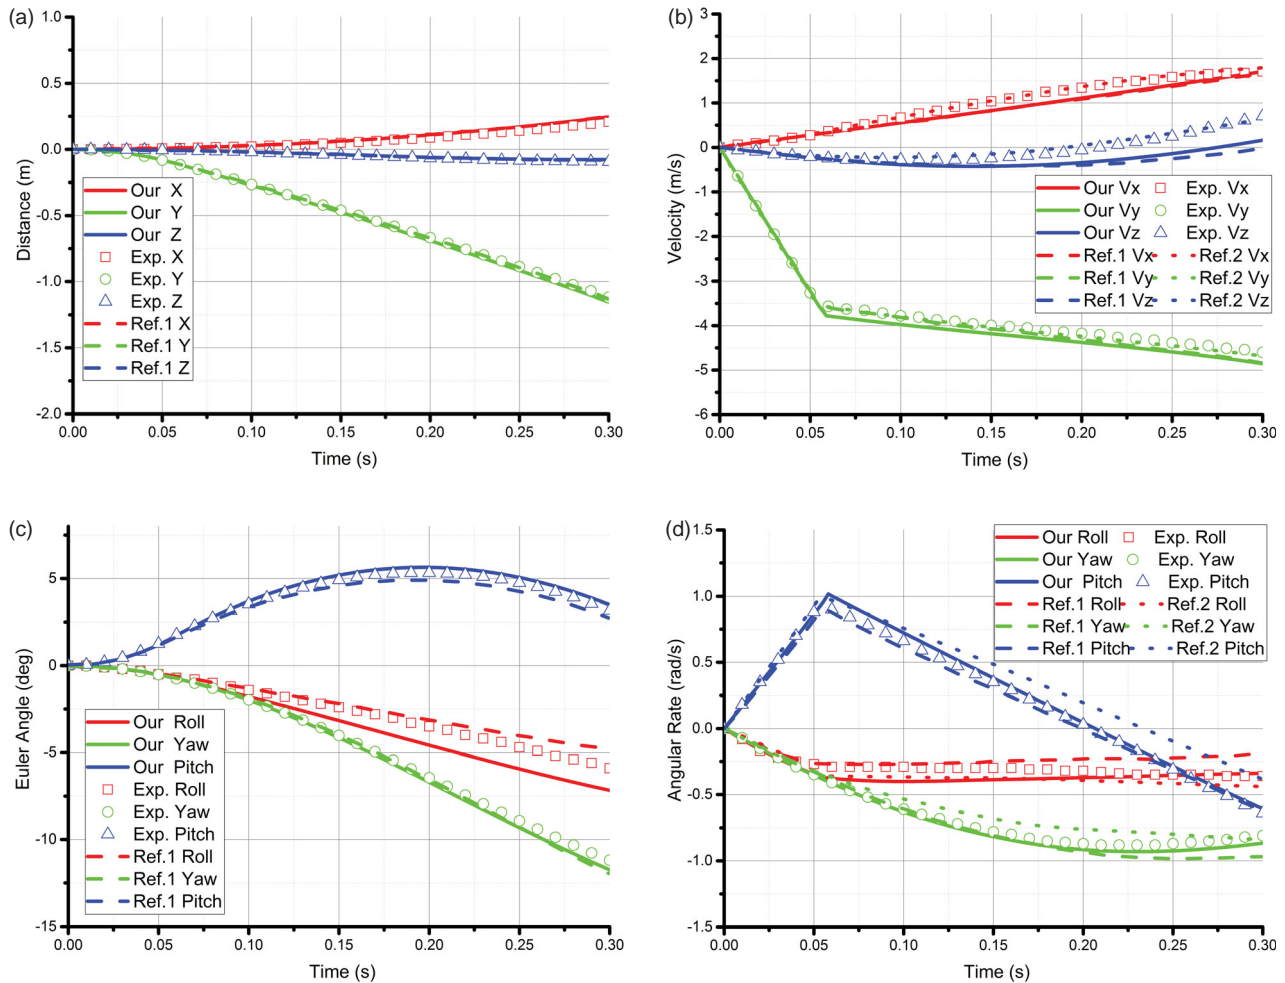 (a)
1.0
0.5
0.0
-0.5
-1.0
-1.5
-2.0
Distance (m)
Our X
Our Y
Our Z
Exp. X
Exp. Y
Exp. Z
Ref.1 X
Ref.1 Y
Ref.1 Z
0.00 0.05 0.10 0.15 0.20 0.25 0.30
Time (s)
(b)
3
2
1
0
-1
-2
-3
-4
-5
-6
Velocity (m/s)
Our Vx Exp. Vx
Our Vy Exp. Vy
Our Vz Exp. Vz
Ref.1 Vx Ref.2 Vx
Ref.1 Vy Ref.2 Vy
Ref.1 Vz Ref.2 Vz
0.00 0.05 0.10 0.15 0.20 0.25 0.30
Time (s)
(c)
5
0
-5
-10
-15
Euler Angle (deg)
Our Roll
Our Yaw
Our Pitch
Exp. Roll
Exp. Yaw
Exp. Pitch
Ref.1 Roll
Ref.1 Yaw
Ref.1 Pitch
0.00 0.05 0.10 0.15 0.20 0.25 0.30
Time (s)
(d)
1.5
1.0
0.5
0.0
-0.5
-1.0
-1.5
Angular Rate (rad/s)
Our Roll Exp. Roll
Our Yaw Exp. Yaw
Our Pitch Exp. Pitch
Ref.1 Roll Ref.2 Roll
Ref.1 Yaw Ref.2 Yaw
Ref.1 Pitch Ref.2 Pitch
0.00 0.05 0.10 0.15 0.20 0.25 0.30
Time (s)